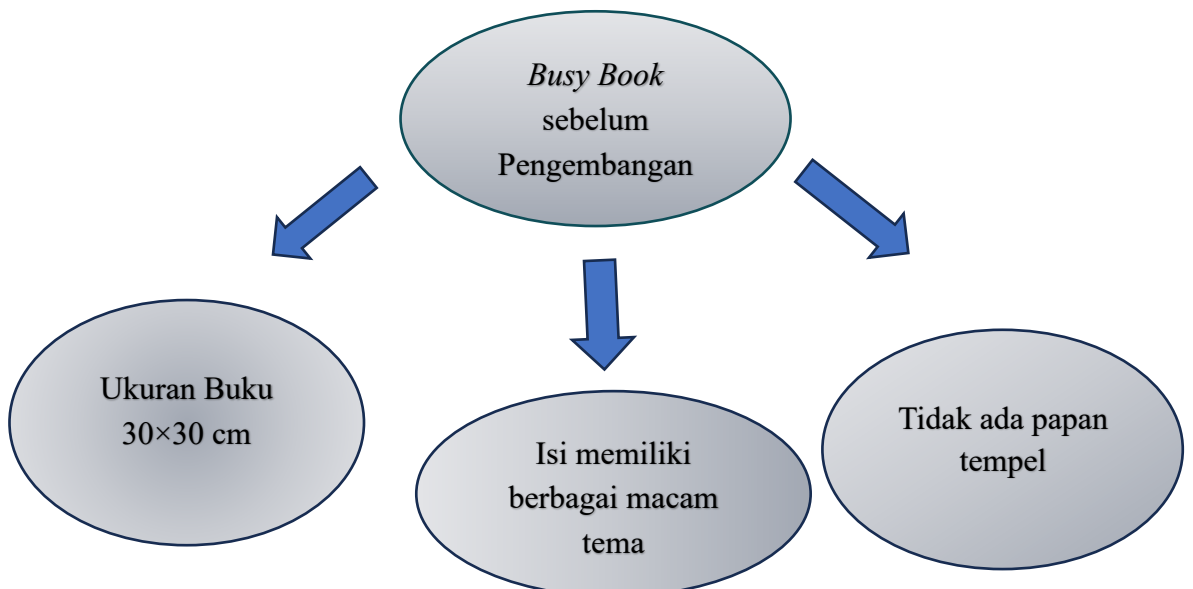 Busy Book
sebelum
Pengembangan
Ukuran Buku
30×30 cm
Isi memiliki
berbagai macam
tema
Tidak ada papan
tempel